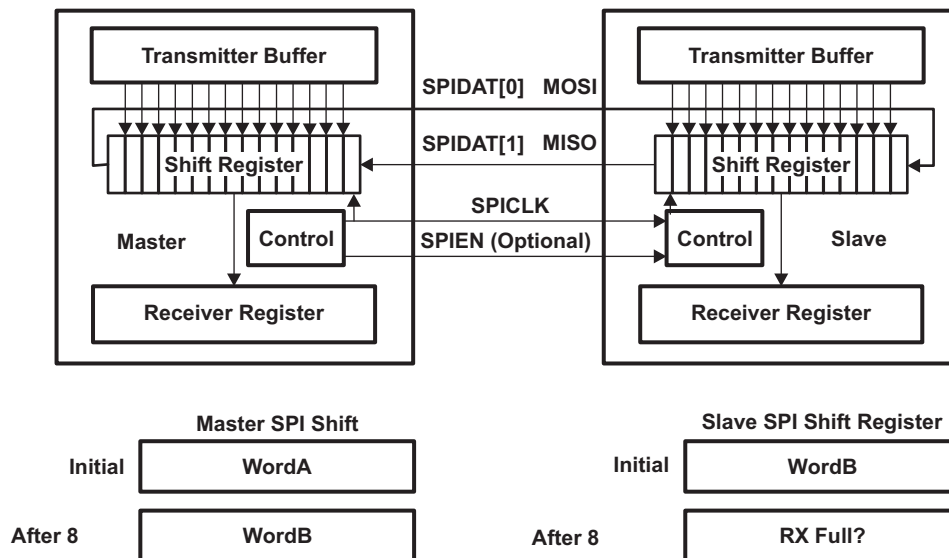 Transmitter Buffer
Transmitter Buffer
SPIDAT[0] MOSI
SPIDAT[1] MISO
Shift Register
Shift Register
SPICLK
SPIEN (Optional)
Master
Control
Control
Slave
Receiver Register
Receiver Register
Master SPI Shift
Slave SPI Shift Register
Initial
WordA
Initial
WordB
After 8
WordB
After 8
RX Full?